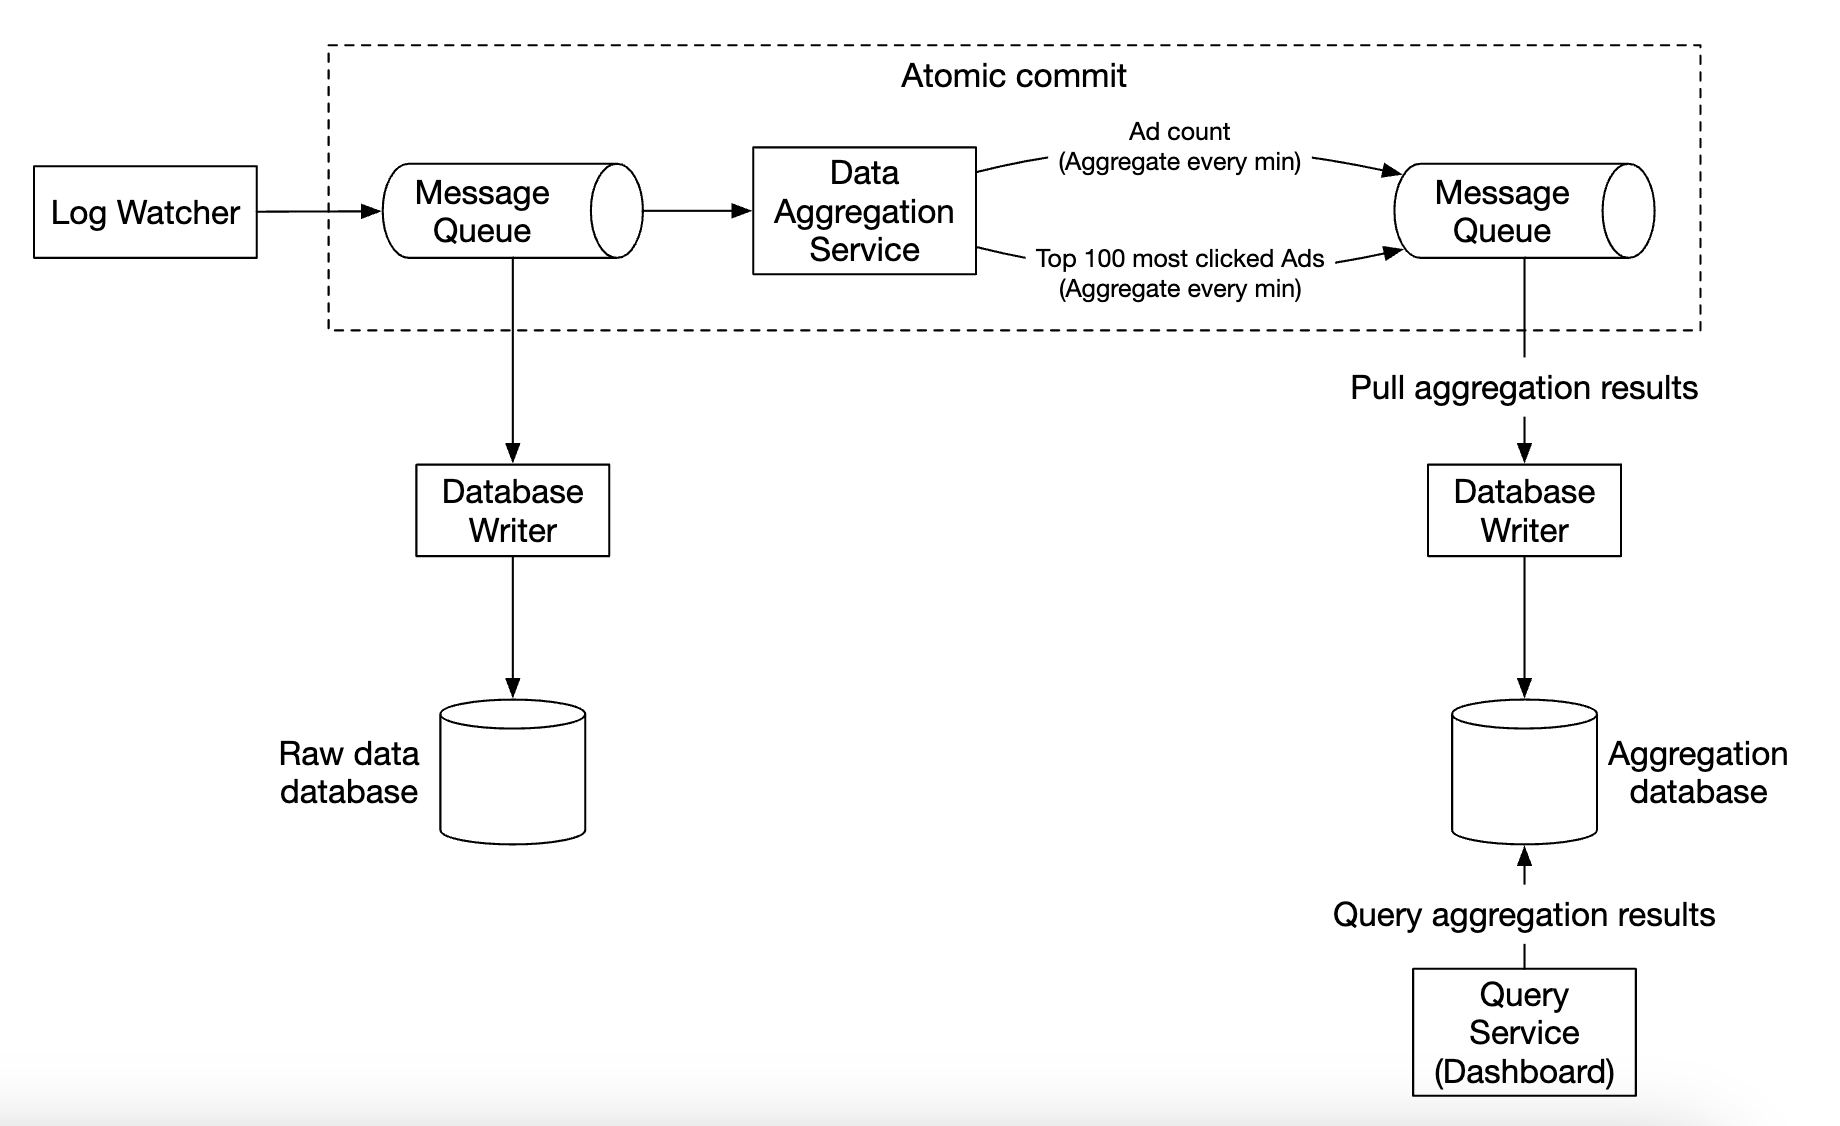 Atomic commit
Log Watcher
Message
Queue
Data
Aggregation
Service
Ad count
(Aggregate every min)
Top 100 most clicked Ads
(Aggregate every min)
Message
Queue
Pull aggregation results
Database
Writer
Database
Writer
Raw data
database
Aggregation
database
Query aggregation results
Query
Service
(Dashboard)